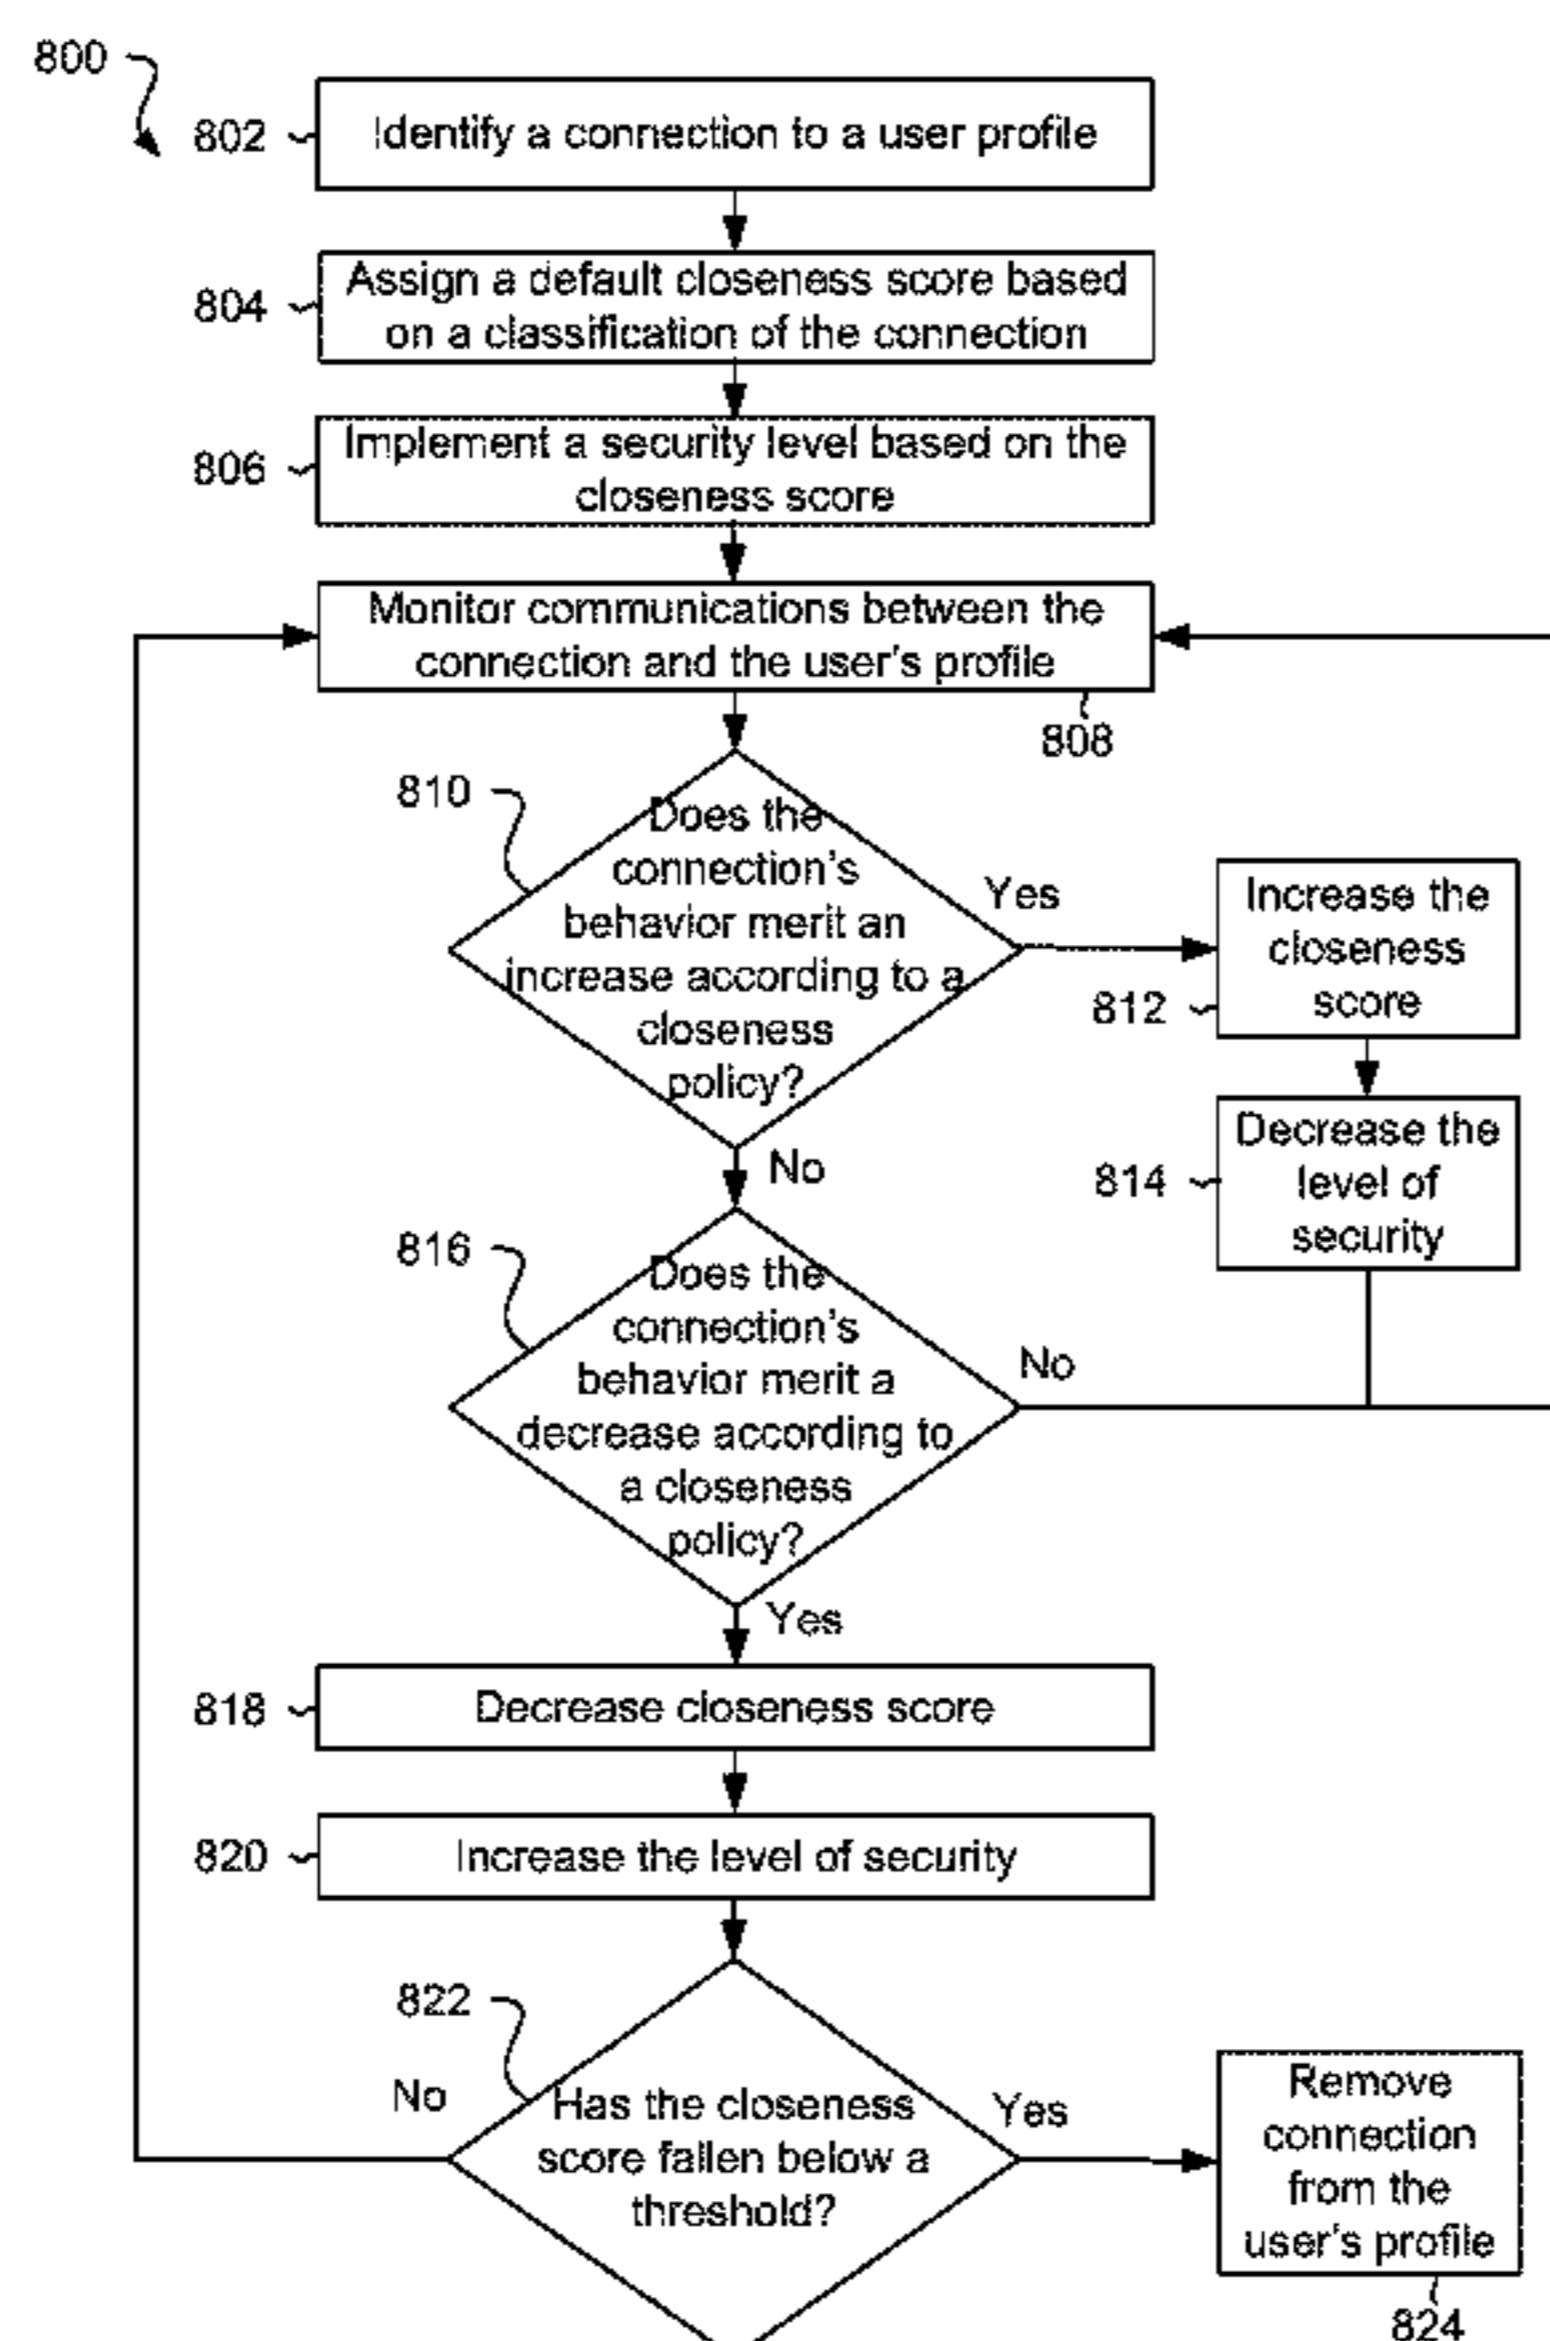 800
802
Identify a connection to a user profile
804
Assign a default closeness score based
on a classification of the connection
806
Implement a security level based on the
closeness score
Monitor communications between the
connection and the user's profile
808
810
Does the
connection's
behavior merit an
increase according to a
closeness
policy?
Yes
Increase the
closeness
score
812
No
Decrease the
level of
security
814
816
Does the
connection's
behavior merit a
decrease according to
a closeness
policy?
No
Yes
818
Decrease closeness score
820
Increase the level of security
822
No
Has the closeness
score fallen below a
threshold?
Yes
Remove
connection
from the
user's profile
824